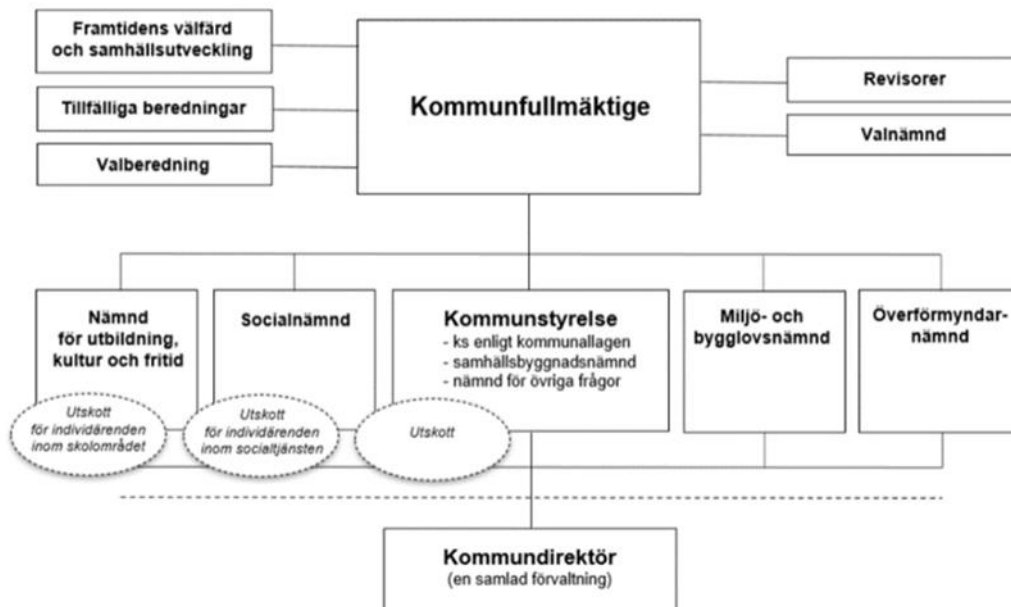 Framtidens välfärd
och samhällsutveckling
Tillfälliga beredningar
Valberedning
Kommunfullmäktige
Revisorer
Valnämnd
Nämnd
för utbildning,
kultur och fritid
Utskott
för individärenden
inom skolområdet
Socialnämnd
Utskott
för individärenden
inom socialtjänsten
Kommunstyrelse
- ks enligt kommunallagen
- samhällsbyggnadsnämnd
- nämnd för övriga frågor
Utskott
Miljö- och
bygglovsnämnd
Överförmyndar-
nämnd
Kommundirektör
(en samlad förvaltning)